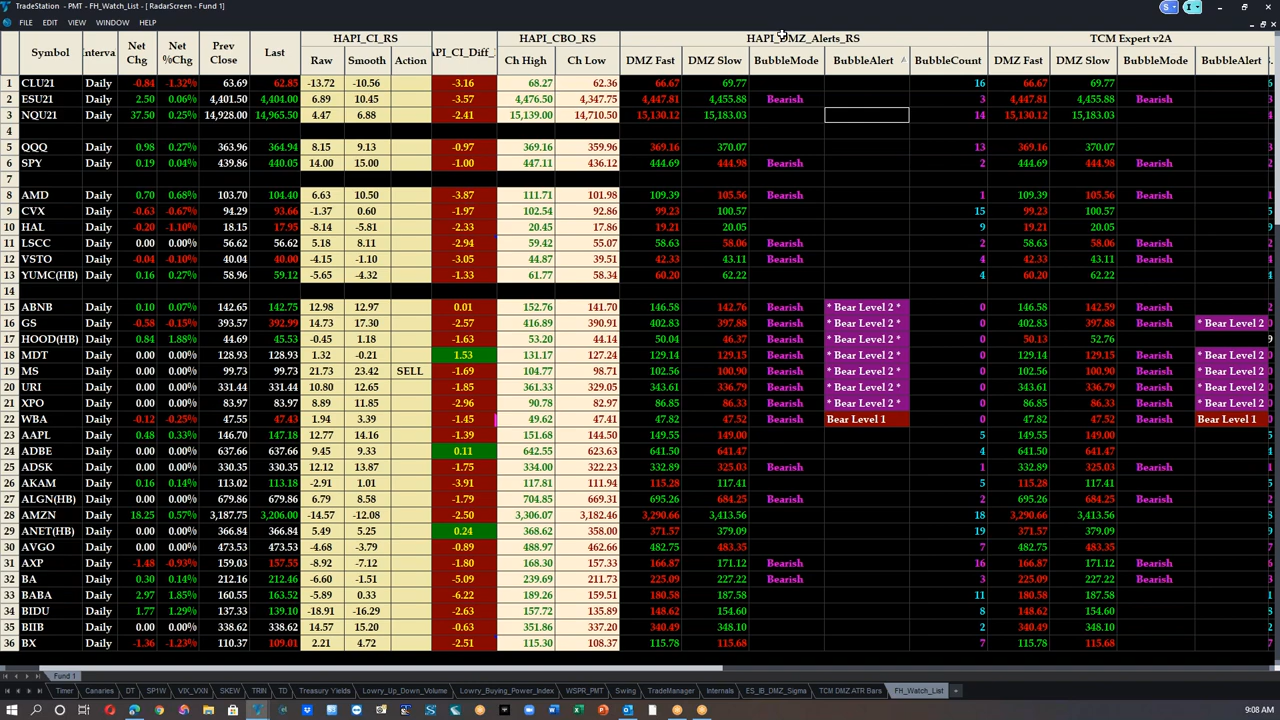 TradeStation - PMT - FH_Watch_List - [RadarScreen - Fund 1]
FILE EDIT VIEW WINDOW HELP
HAPI_CI_RS HAPI_CBO_RS HAPI_DMZ_Alerts_RS TCM Expert v2A
Symbol Interva Net Chg Net %Chg Prev Close Last Raw Smooth Action PI_CI_Diff_ Ch High Ch Low DMZ Fast DMZ Slow BubbleMode BubbleAlert BubbleCount DMZ Fast DMZ Slow BubbleMode BubbleAlert
1 CLU21 Daily -0.84 -1.32% 63.69 62.85 -13.72 -10.56 -3.16 68.27 62.36 66.67 69.77 16 66.67 69.77 6
2 ESU21 Daily 2.50 0.06% 4,401.50 4,404.00 6.89 10.45 -3.57 4,476.50 4,347.75 4,447.81 4,455.88 Bearish 3 4,447.81 4,455.88 Bearish 3
3 NQU21 Daily 37.50 0.25% 14,928.00 14,965.50 4.47 6.88 -2.41 15,139.00 14,710.50 15,130.12 15,183.03 14 15,130.12 15,183.03 4
4
5 QQQ Daily 0.98 0.27% 363.96 364.94 8.15 9.13 -0.97 369.16 359.96 369.16 370.07 13 369.16 370.07 3
6 SPY Daily 0.19 0.04% 439.86 440.05 14.00 15.00 -1.00 447.11 436.12 444.69 444.98 Bearish 2 444.69 444.98 Bearish 2
7
8 AMD Daily 0.70 0.68% 103.70 104.40 6.63 10.50 -3.87 111.71 101.98 109.39 105.56 Bearish 1 109.39 105.56 Bearish 1
9 CVX Daily -0.63 -0.67% 94.29 93.66 -1.37 0.60 -1.97 102.54 92.86 99.23 100.57 15 99.23 100.57 5
10 HAL Daily -0.20 -1.10% 18.15 17.95 -8.14 -5.81 -2.33 20.45 17.86 19.21 20.05 9 19.21 20.05 9
11 LSCC Daily 0.00 0.00% 56.62 56.62 5.18 8.11 -2.94 59.42 55.07 58.63 58.06 Bearish 2 58.63 58.06 Bearish 2
12 VSTO Daily -0.04 -0.10% 40.04 40.00 -4.15 -1.10 -3.05 44.87 39.51 42.33 43.11 Bearish 4 42.33 43.11 Bearish 4
13 YUMC(HB) Daily 0.16 0.27% 58.96 59.12 -5.65 -4.32 -1.33 61.77 58.34 60.20 62.22 4 60.20 62.22 4
14
15 ABNB Daily 0.10 0.07% 142.65 142.75 12.98 12.97 0.01 152.76 141.70 146.58 142.76 Bearish * Bear Level 2 * 0 146.58 142.59 Bearish 2
16 GS Daily -0.58 -0.15% 393.57 392.99 14.73 17.30 -2.57 416.89 390.91 402.83 397.88 Bearish * Bear Level 2 * 0 402.83 397.88 Bearish * Bear Level 2 0
17 HOOD(HB) Daily 0.84 1.88% 44.69 45.53 -0.45 1.18 -1.63 53.20 44.14 50.04 46.37 Bearish * Bear Level 2 * 0 50.13 52.76 9
18 MDT Daily 0.00 0.00% 128.93 128.93 1.32 -0.21 1.53 131.17 127.24 129.14 129.15 Bearish * Bear Level 2 * 0 129.14 129.15 Bearish * Bear Level 2 0
19 MS Daily 0.00 0.00% 99.73 99.73 21.73 23.42 SELL -1.69 104.77 98.71 102.56 100.90 Bearish * Bear Level 2 * 0 102.56 100.90 Bearish * Bear Level 2 0
20 URI Daily 0.00 0.00% 331.44 331.44 10.80 12.65 -1.85 361.33 329.05 343.61 336.79 Bearish * Bear Level 2 * 0 343.61 336.79 Bearish * Bear Level 2 0
21 XPO Daily 0.00 0.00% 83.97 83.97 8.89 11.85 -2.96 90.78 82.97 86.85 86.33 Bearish * Bear Level 2 * 0 86.85 86.33 Bearish * Bear Level 2 0
22 WBA Daily -0.12 -0.25% 47.55 47.43 1.94 3.39 -1.45 49.62 47.41 47.82 47.52 Bearish Bear Level 1 0 47.82 47.52 Bearish Bear Level 1 0
23 AAPL Daily 0.48 0.33% 146.70 147.18 12.77 14.16 -1.39 151.68 144.50 149.55 149.00 5 149.55 149.00 5
24 ADBE Daily 0.00 0.00% 637.66 637.66 9.45 9.33 0.11 642.55 623.63 641.50 641.47 4 641.50 641.47 4
25 ADSK Daily 0.00 0.00% 330.35 330.35 12.12 13.87 -1.75 334.00 322.23 332.89 325.03 Bearish 1 332.89 325.03 Bearish 1
26 AKAM Daily 0.16 0.14% 113.02 113.18 -2.91 1.01 -3.91 117.81 111.94 115.28 117.41 5 115.28 117.41 5
27 ALGN(HB) Daily 0.00 0.00% 679.86 679.86 6.79 8.58 -1.79 704.85 669.31 695.26 684.25 Bearish 2 695.26 684.25 Bearish 2
28 AMZN Daily 18.25 0.57% 3,187.75 3,206.00 -14.57 -12.08 -2.50 3,306.07 3,182.46 3,290.66 3,413.56 18 3,290.66 3,413.56 8
29 ANET(HB) Daily 0.00 0.00% 366.84 366.84 5.49 5.25 0.24 368.62 358.00 371.57 379.09 19 371.57 379.09 9
30 AVGO Daily 0.00 0.00% 473.53 473.53 -4.68 -3.79 -0.89 488.97 462.66 482.75 483.35 7 482.75 483.35 7
31 AXP Daily -1.48 -0.93% 159.03 157.55 -8.92 -7.12 -1.80 168.30 157.33 166.87 171.12 Bearish 16 166.87 171.12 Bearish 6
32 BA Daily 0.30 0.14% 212.16 212.46 -6.60 -1.51 -5.09 239.69 211.73 225.09 227.22 Bearish 3 225.09 227.22 Bearish 3
33 BABA Daily 2.97 1.85% 160.55 163.52 -5.89 0.33 -6.22 189.26 159.51 180.58 187.58 11 180.58 187.58 1
34 BIDU Daily 1.77 1.29% 137.33 139.10 -18.91 -16.29 -2.63 157.72 135.89 148.62 154.60 8 148.62 154.60 8
35 BIIB Daily 0.00 0.00% 338.62 338.62 14.57 15.20 -0.63 351.86 337.20 340.49 348.10 2 340.49 348.10 2
36 BX Daily -1.36 -1.23% 110.37 109.01 2.21 4.72 -2.51 115.30 108.37 115.78 115.68 7 115.78 115.68 7
Fund 1
Timer Canaries DT SP1W VIX_VXN SKEW TRIN TD Treasury Yields Lowry_Up_Down_Volume Lowry_Buying_Power_Index WSPR_PMT Swing TradeManager Internals ES_IB_DMZ_Sigma TCM DMZ ATR Bars FH_Watch_List +
9:08 AM